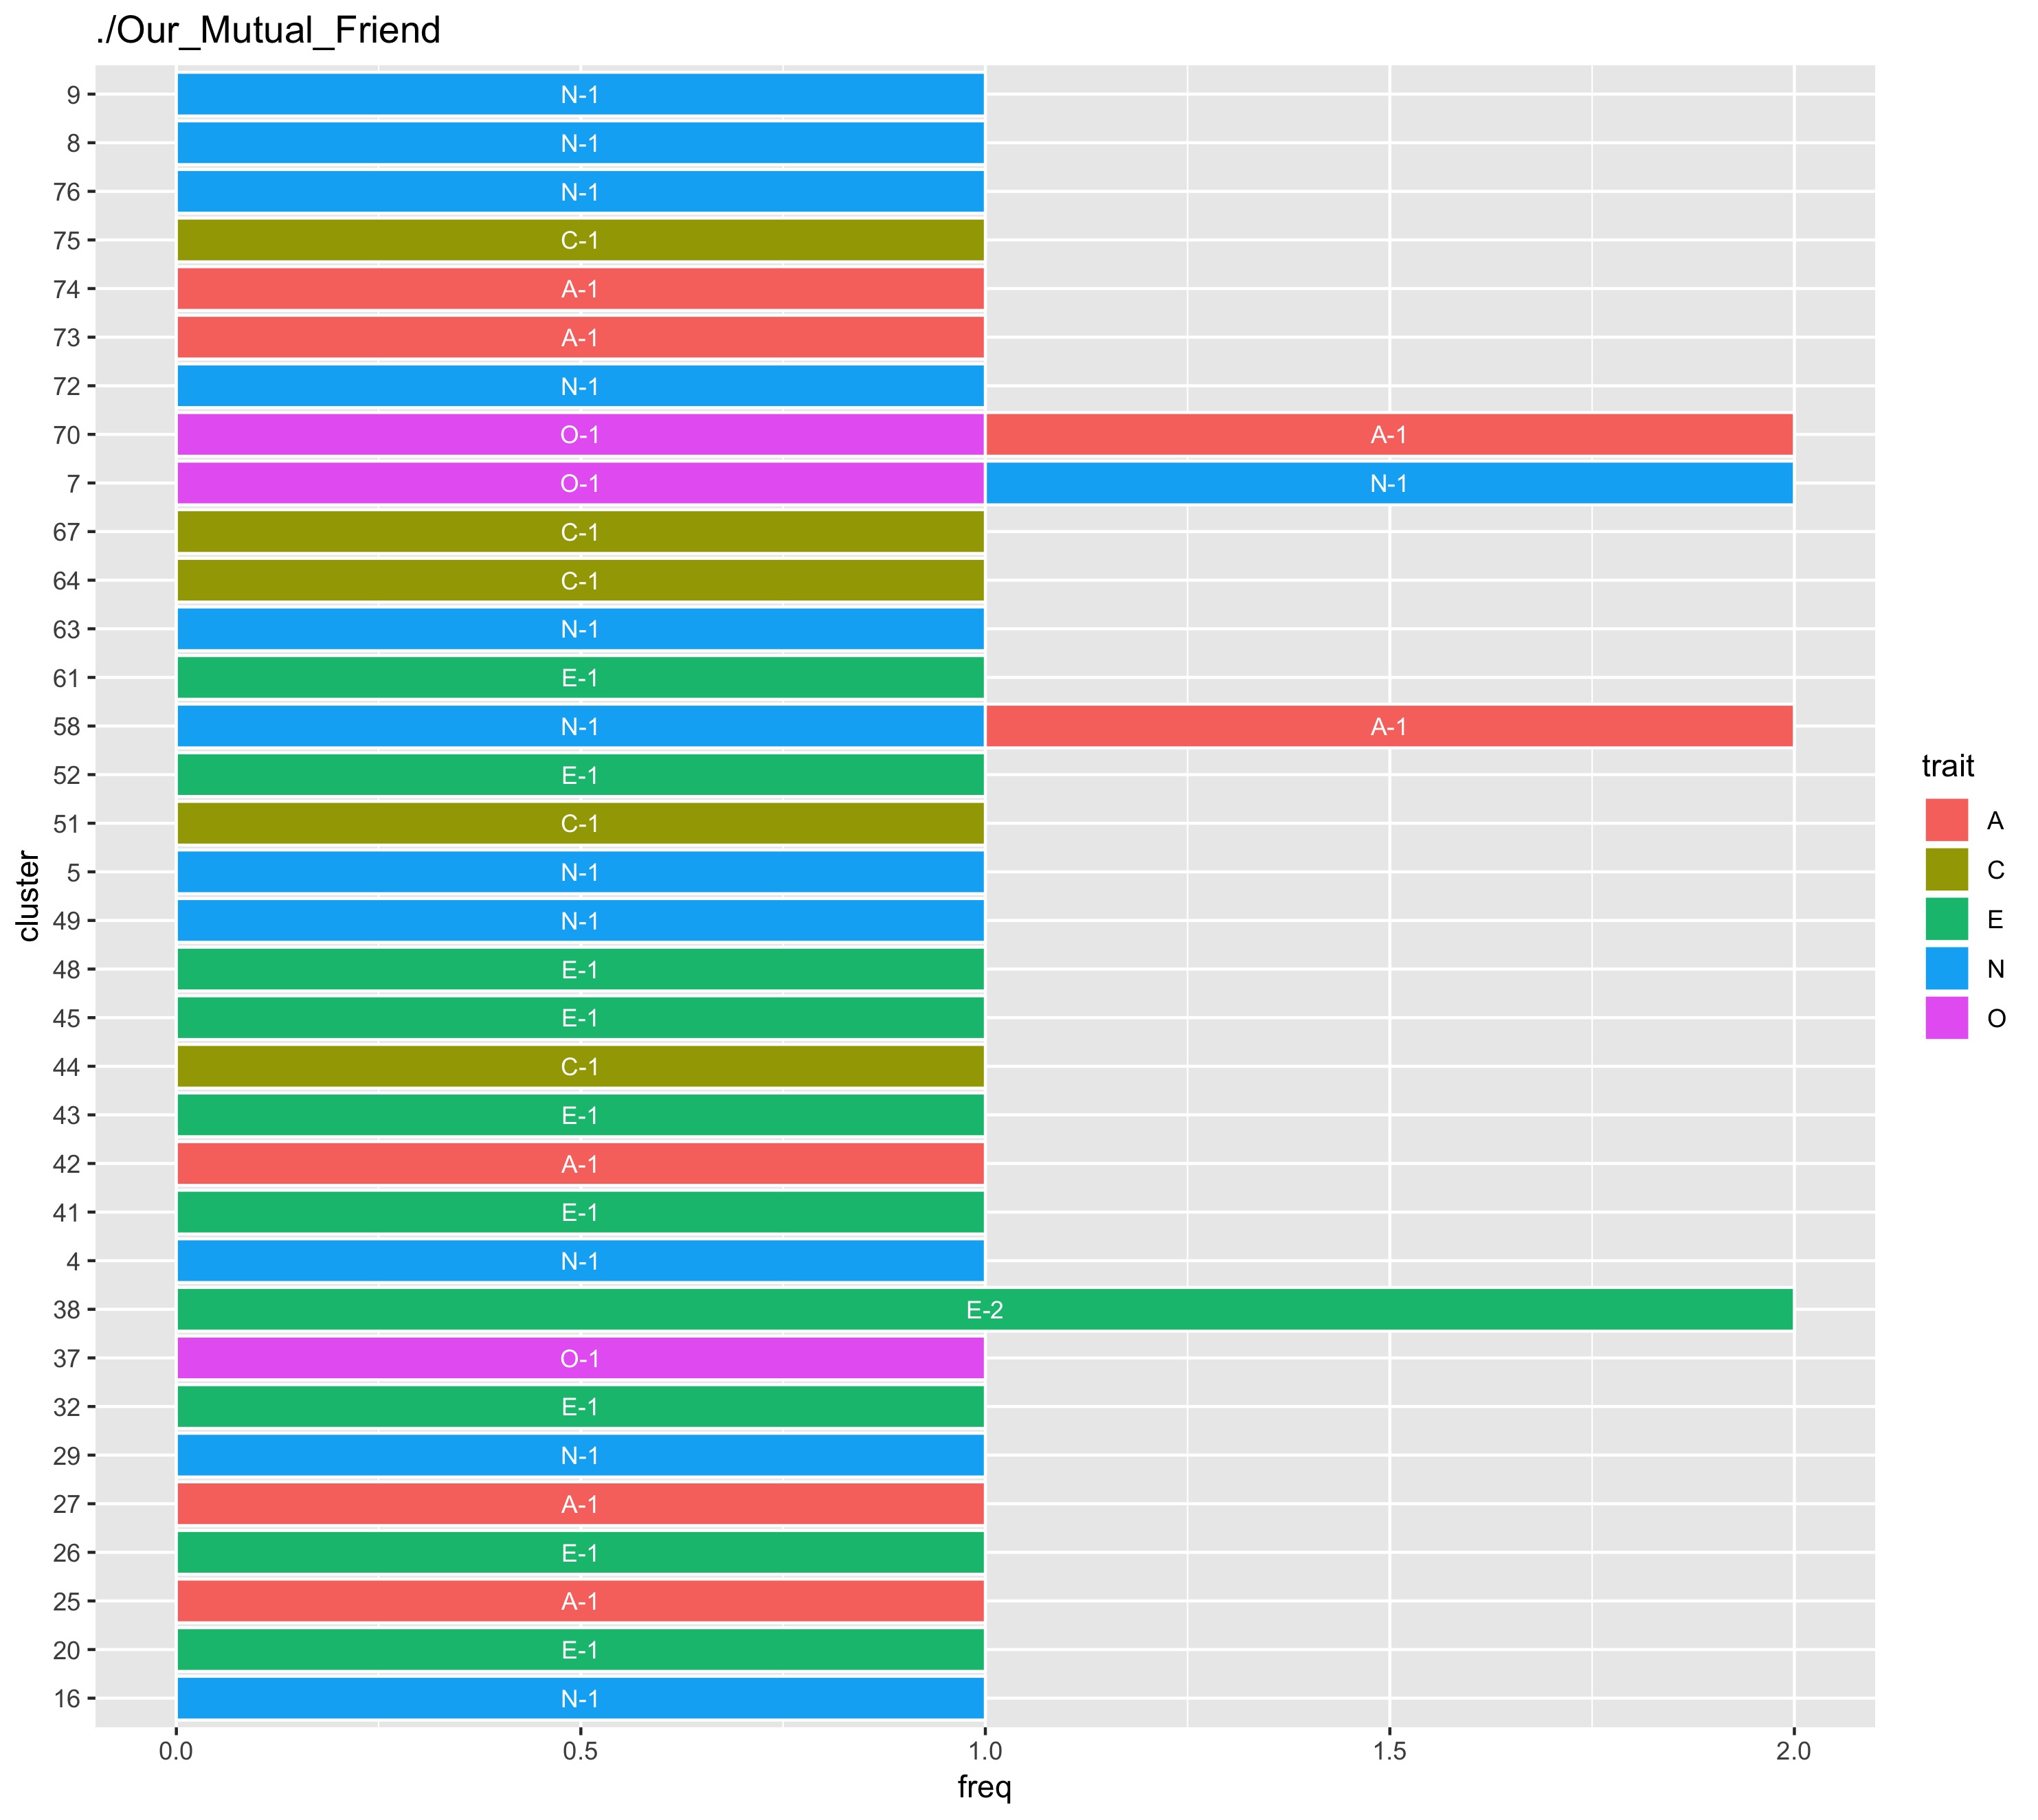 ./Our_Mutual_Friend
9 N-1
8 N-1
76 N-1
75 C-1
74 A-1
73 A-1
72 N-1
70 O-1 A-1
7 O-1 N-1
67 C-1
64 C-1
63 N-1
61 E-1
58 N-1 A-1
52 E-1
51 C-1
5 N-1
49 N-1
48 E-1
45 E-1
44 C-1
43 E-1
42 A-1
41 E-1
4 N-1
38 E-2
37 O-1
32 E-1
29 N-1
27 A-1
26 E-1
25 A-1
20 E-1
16 N-1
0.0 0.5 1.0 1.5 2.0
freq
cluster
trait
A
C
E
N
O